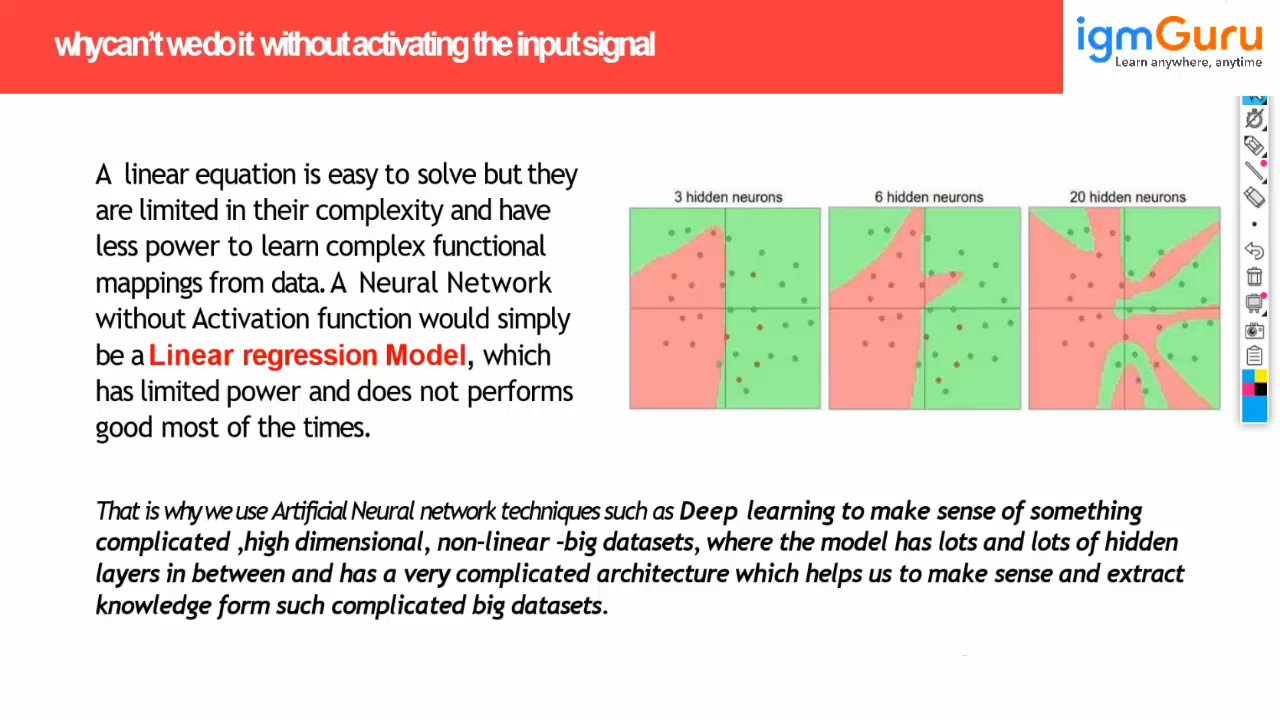 why can't we do it without activating the input signal
igmGuru
Learn anywhere, anytime
A linear equation is easy to solve but they
are limited in their complexity and have
less power to learn complex functional
mappings from data. A Neural Network
without Activation function would simply
be a Linear regression Model, which
has limited power and does not performs
good most of the times.
3 hidden neurons
6 hidden neurons
20 hidden neurons
That is why we use Artificial Neural network techniques such as Deep learning to make sense of something
complicated ,high dimensional, non-linear -big datasets, where the model has lots and lots of hidden
layers in between and has a very complicated architecture which helps us to make sense and extract
knowledge form such complicated big datasets.